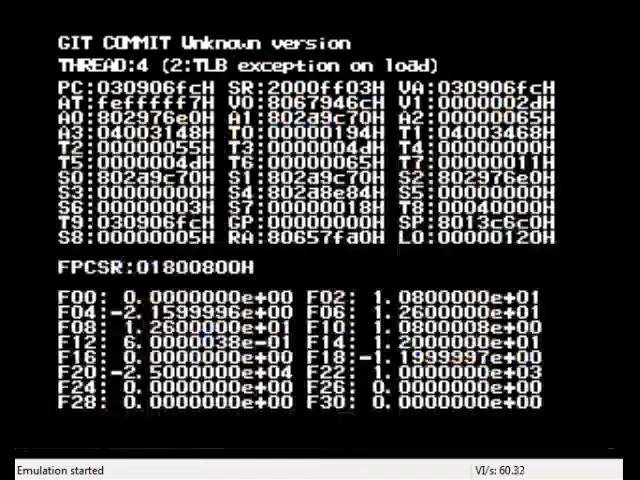 GIT COMMIT Unknown version
THREAD:4 (2:TLB exception on load)
PC:030906fcH SR:2000ff03H VA:030906fcH
AT:fefffff7H V0:8067946cH V1:0000002dH
A0:802976e0H A1:802a9c70H A2:00000065H
A3:04003148H T0:00000194H T1:04003468H
T2:00000055H T3:0000004dH T4:00000000H
T5:0000004dH T6:00000065H T7:00000011H
S0:802a9c70H S1:802a9c70H S2:802976e0H
S3:00000000H S4:802a8e84H S5:00000000H
S6:00000003H S7:00000018H T8:00040000H
T9:030906fcH GP:00000000H SP:8013c6c0H
S8:00000005H RA:80657fa0H LO:00000120H
FPCSR:01800800H
F00: 0.0000000e+00 F02: 1.0800000e+01
F04:-2.1599996e+00 F06: 1.2600000e+01
F08: 1.2600000e-01 F10: 1.0800008e+00
F12: 6.0000038e-01 F14: 1.2000000e+01
F16: 0.0000000e+00 F18:-1.1999997e+00
F20:-2.5000000e+04 F22: 1.0000000e+03
F24: 0.0000000e+00 F26: 0.0000000e+00
F28: 0.0000000e+00 F30: 0.0000000e+00
Emulation started VI/s: 60.32